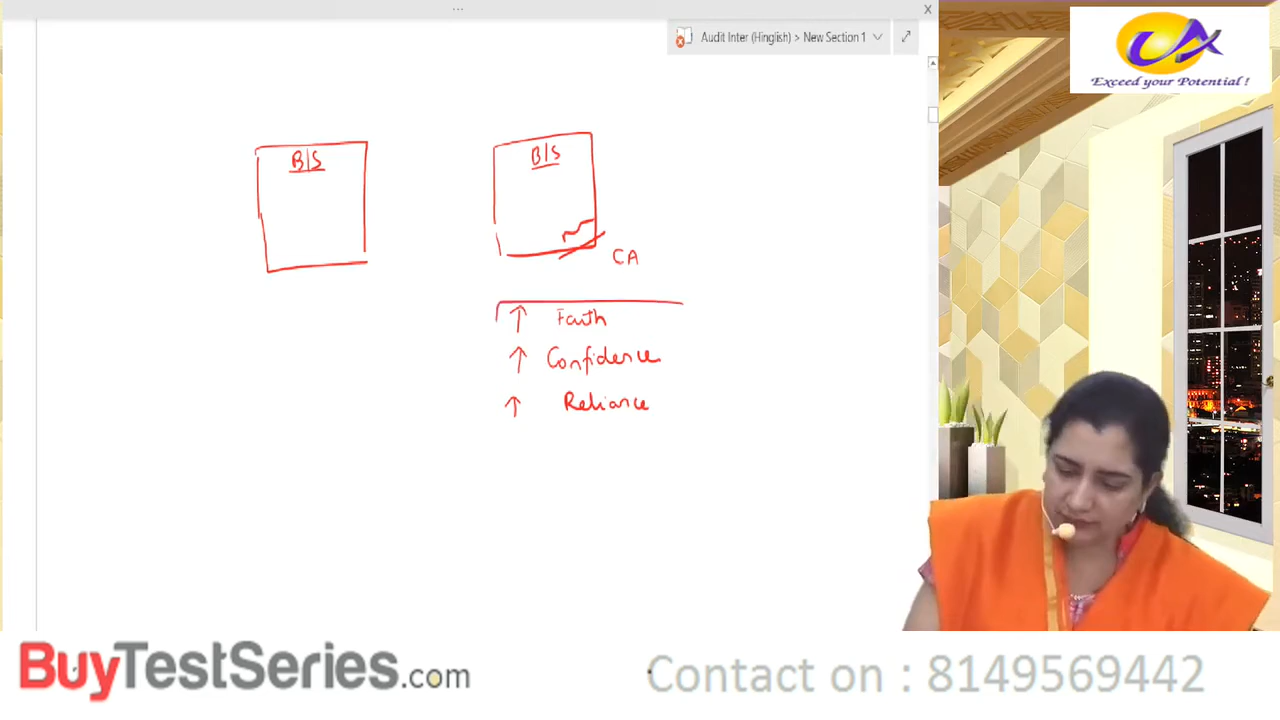 Audit Inter (Hinglish) > New Section 1
Exceed your Potential !
B/S
B/S
CA
↑ Faith
↑ Confidence
↑ Reliance
BuyTestSeries.com
Contact on : 8149569442